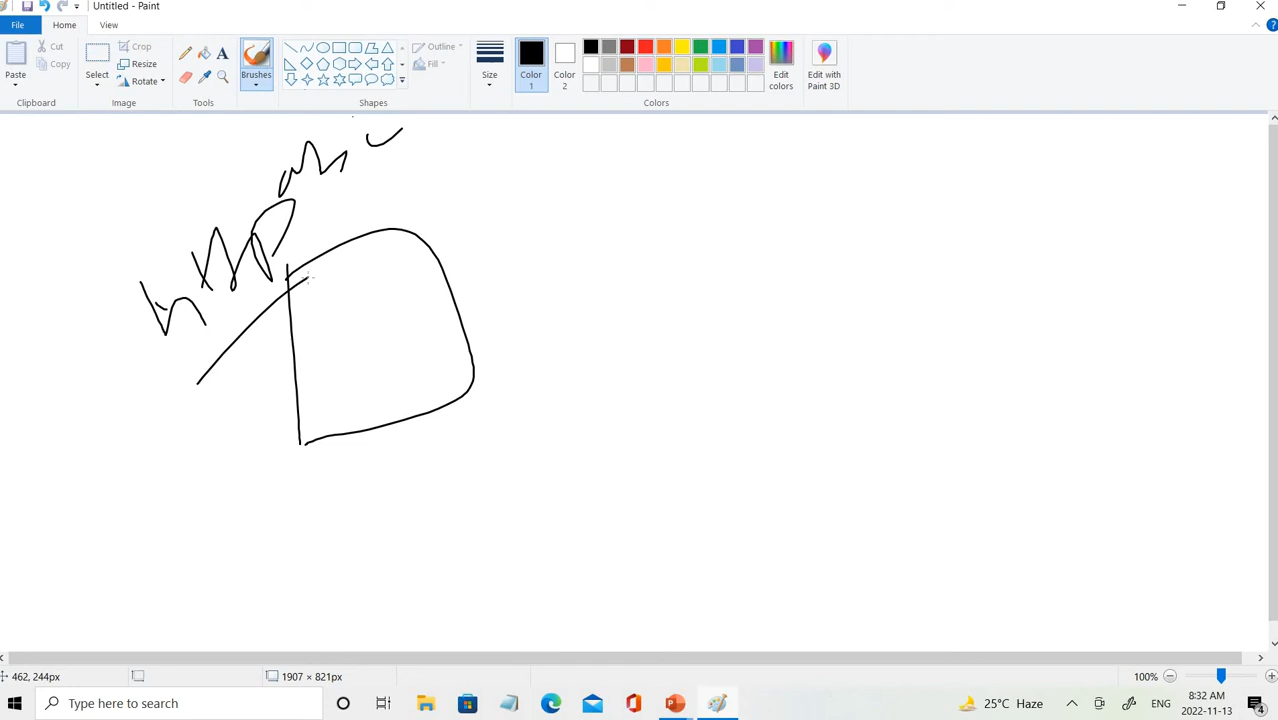 Untitled - Paint
File
Home
View
Paste
Cut
Copy
Clipboard
Select
Crop
Resize
Rotate
Image
Tools
Brushes
Shapes
Outline
Fill
Size
Color 1
Color 2
Edit colors
Colors
Edit with Paint 3D
462, 244px
1907 × 821px
100%
Type here to search
25°C Haze
ENG
8:32 AM
2022-11-13
4